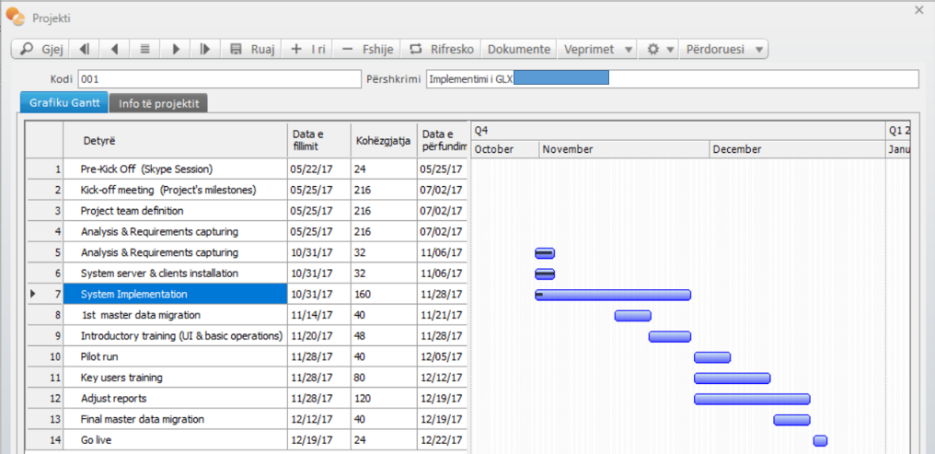 Projekti
Gjej Ruaj I ri Fshije Rifresko Dokumente Veprimet Përdoruesi
Kodi 001 Përshkrimi Implementimi i GLX
Grafiku Gantt Info të projektit
Detyrë Data e fillimit Kohëzgjatja Data e përfundim Q4 Q1 2
October November December Janu
1 Pre-Kick Off (Skype Session) 05/22/17 24 05/25/17
2 Kick-off meeting (Project's milestones) 05/25/17 216 07/02/17
3 Project team definition 05/25/17 216 07/02/17
4 Analysis & Requirements capturing 05/25/17 216 07/02/17
5 Analysis & Requirements capturing 10/31/17 32 11/06/17
6 System server & clients installation 10/31/17 32 11/06/17
7 System Implementation 10/31/17 160 11/28/17
8 1st master data migration 11/14/17 40 11/21/17
9 Introductory training (UI & basic operations) 11/20/17 48 11/28/17
10 Pilot run 11/28/17 40 12/05/17
11 Key users training 11/28/17 80 12/12/17
12 Adjust reports 11/28/17 120 12/19/17
13 Final master data migration 12/12/17 40 12/19/17
14 Go live 12/19/17 24 12/22/17